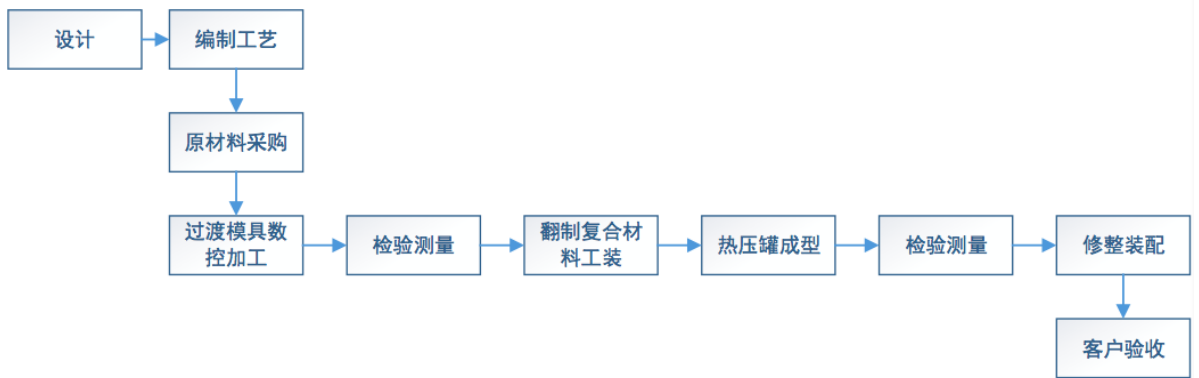 设计
编制工艺
原材料采购
过渡模具数
控加工
检验测量
翻制复合材
料工装
热压罐成型
检验测量
修整装配
客户验收